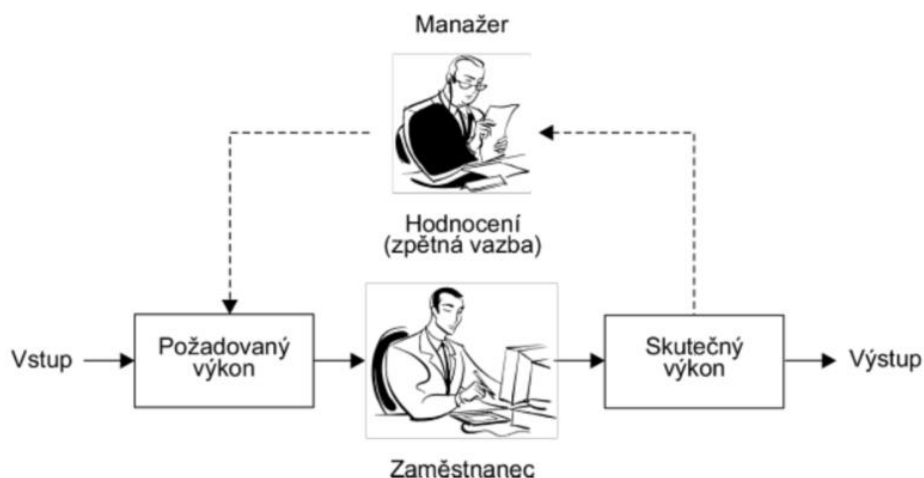 Manažer
Hodnocení
(zpětná vazba)
Vstup
Požadovaný
výkon
Skutečný
výkon
Výstup
Zaměstnanec